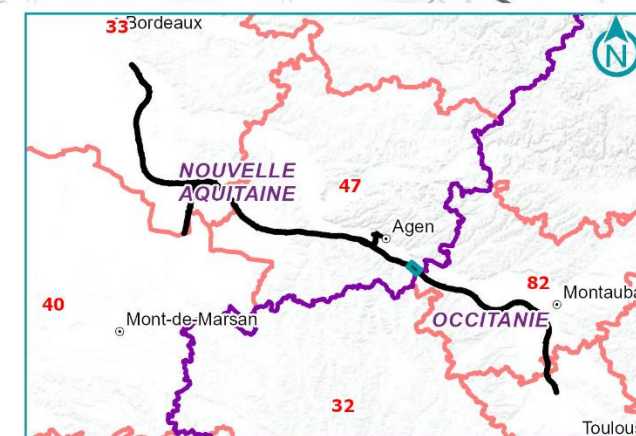 33
Bordeaux
N
NOUVELLE
AQUITAINE
47
Agen
82
Montauba
40
OCCITANIE
Mont-de-Marsan
32
Toulous